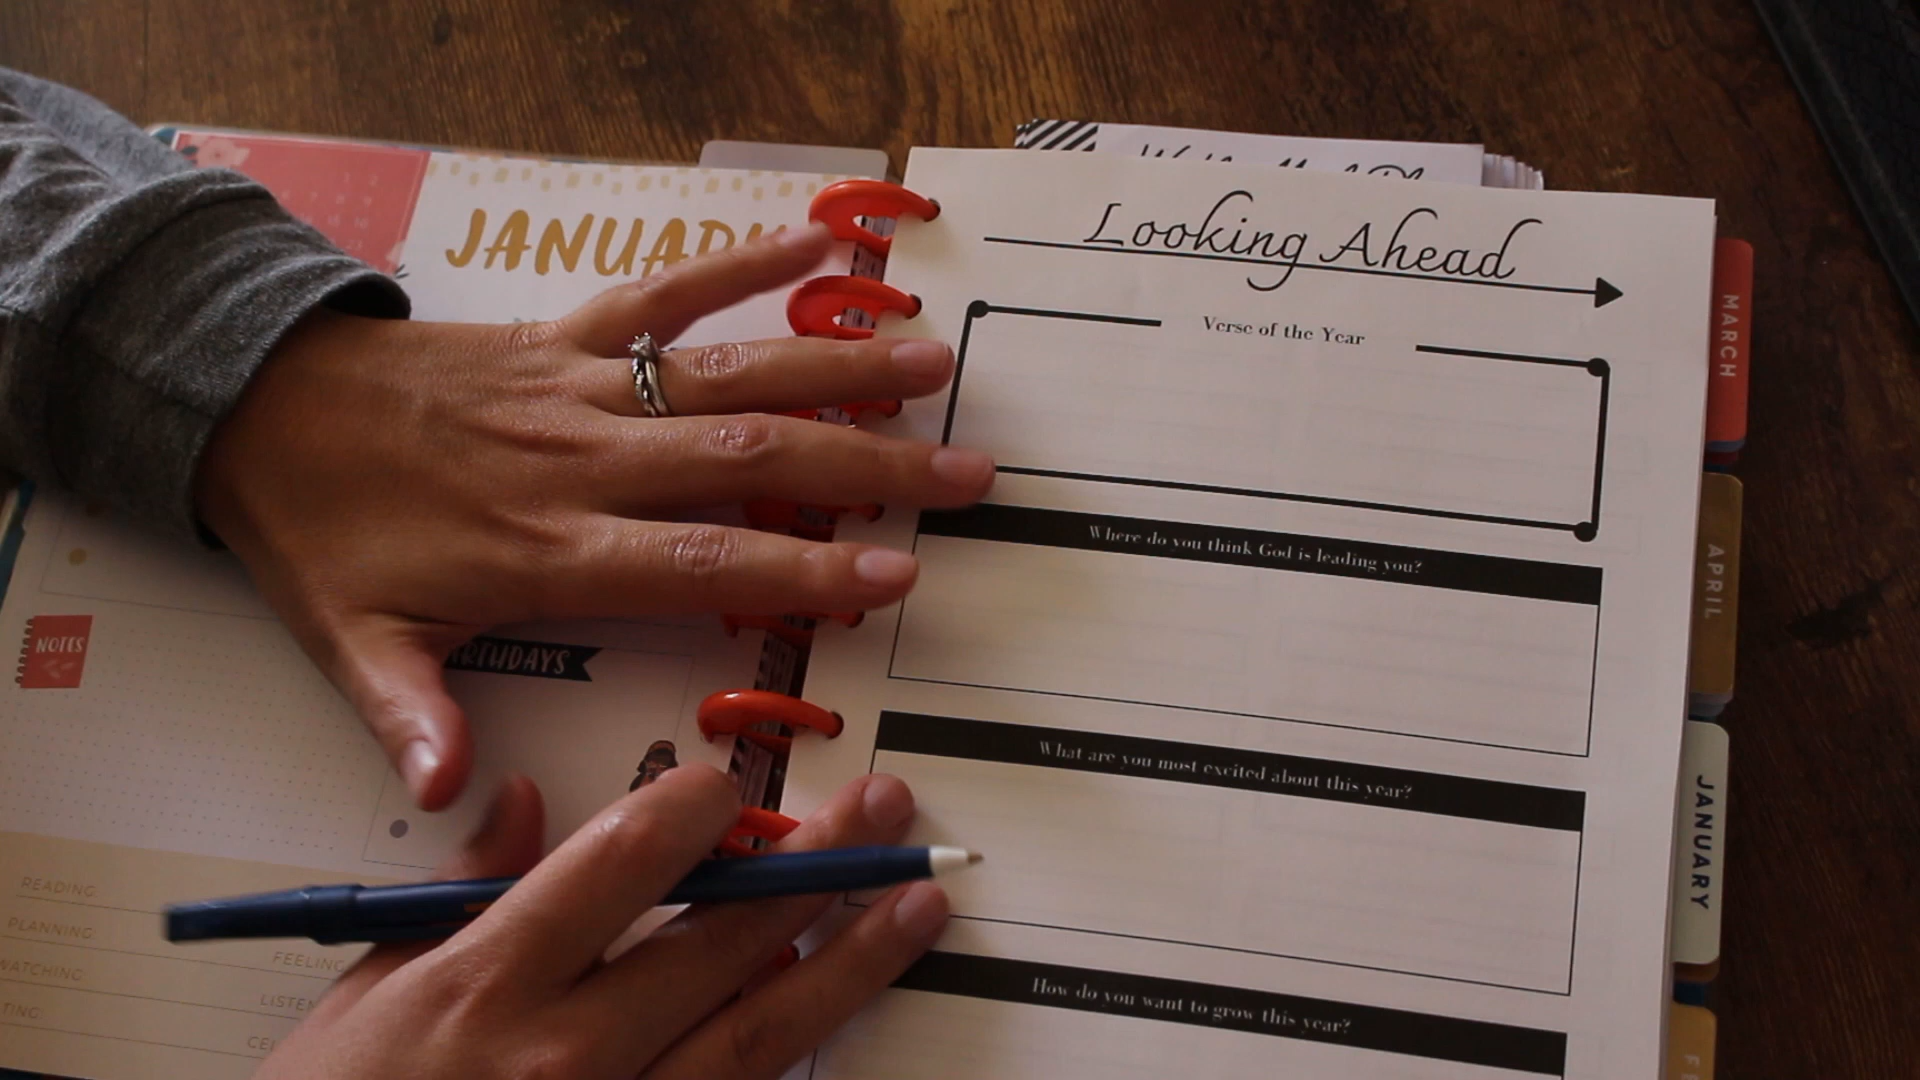 JANUARY
NOTES
READING:
PLANNING:
WATCHING:
FEELING
Looking Ahead
Verse of the Year
Where do you think God is leading you?
What are you most excited about this year?
How do you want to grow this year?
MARCH
APRIL
JANUARY